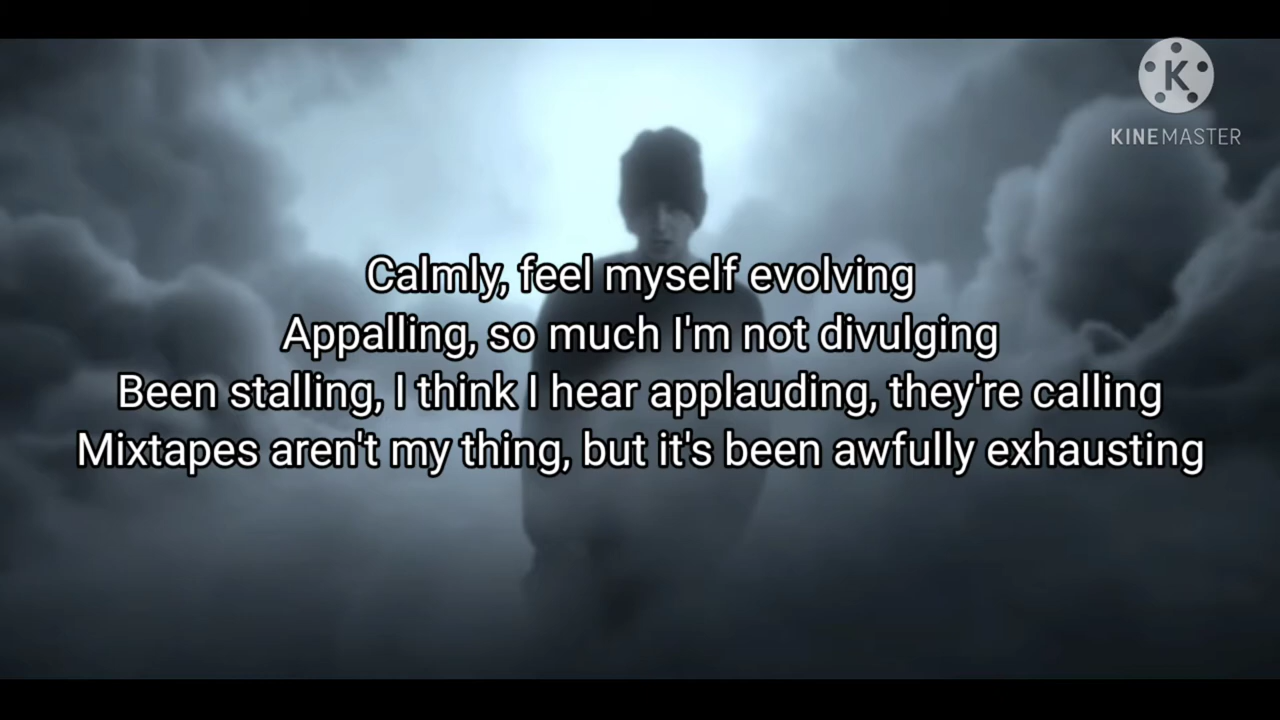 K
KINEMASTER
Calmly, feel myself evolving
Appalling, so much I'm not divulging
Been stalling, I think I hear applauding, they're calling
Mixtapes aren't my thing, but it's been awfully exhausting